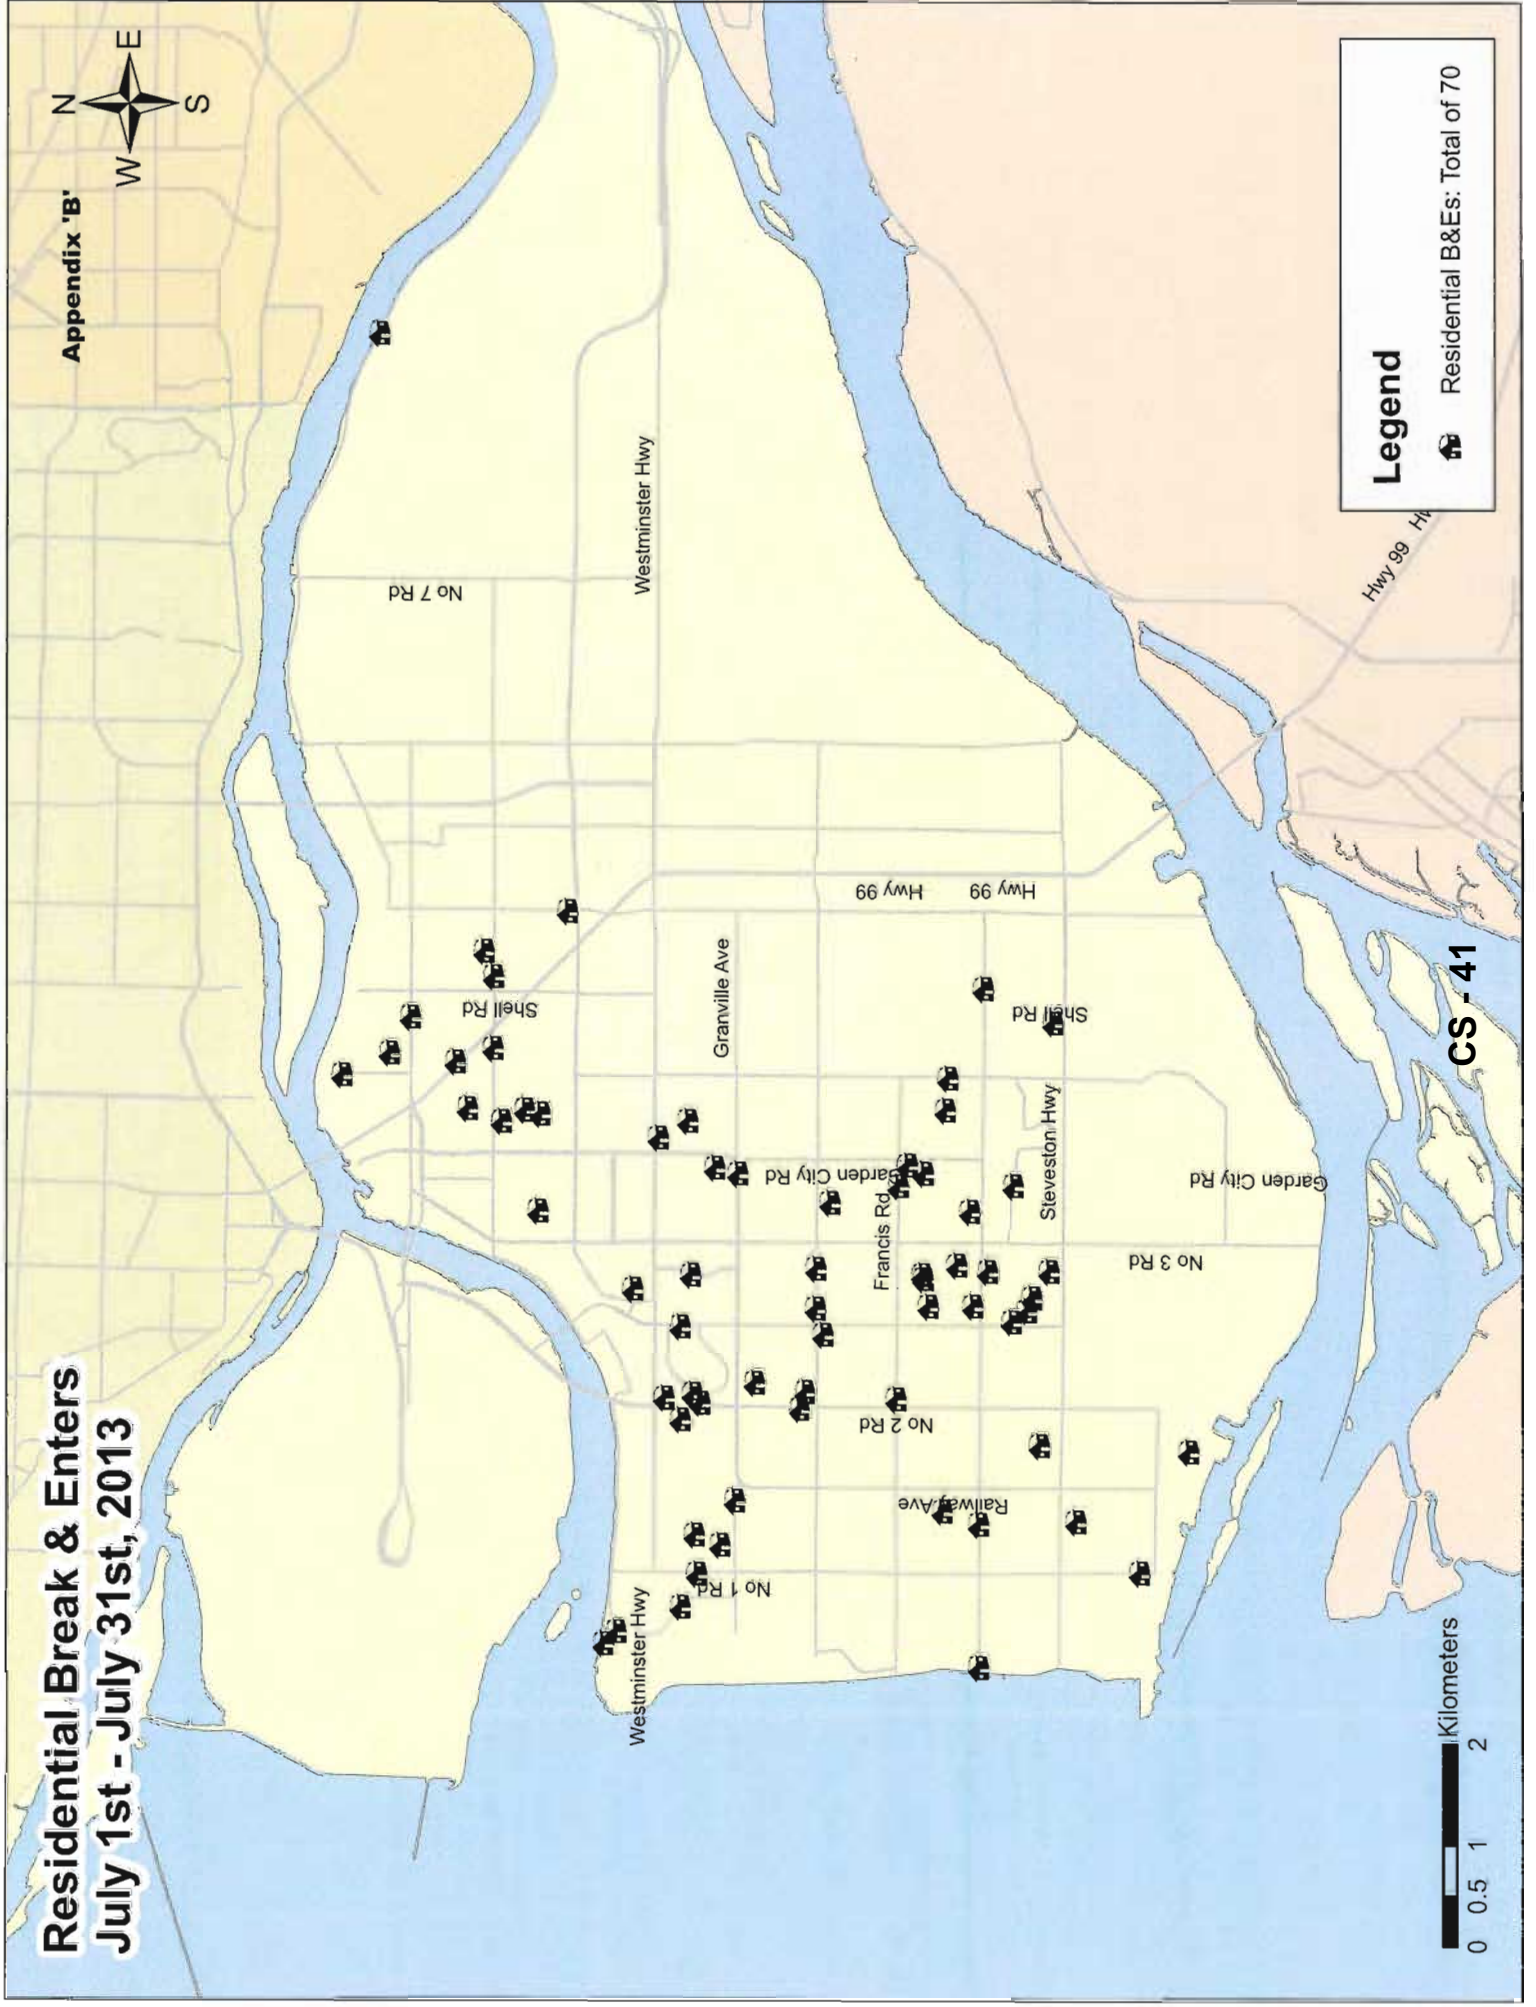 Residential Break & Enters
July 1st - July 31st, 2013
Appendix 'B'
N
W
E
S
No 7 Rd
Westminster Hwy
Shell Rd
Granville Ave
Hwy 99
Hwy 99
Shell Rd
Garden City Rd
Francis Rd
Steveston Hwy
Garden City Rd
No 3 Rd
No 2 Rd
Railway Ave
No 1 Rd
Westminster Hwy
Hwy 99
Legend
Residential B&Es: Total of 70
0 0.5 1 2
Kilometers
CS - 41